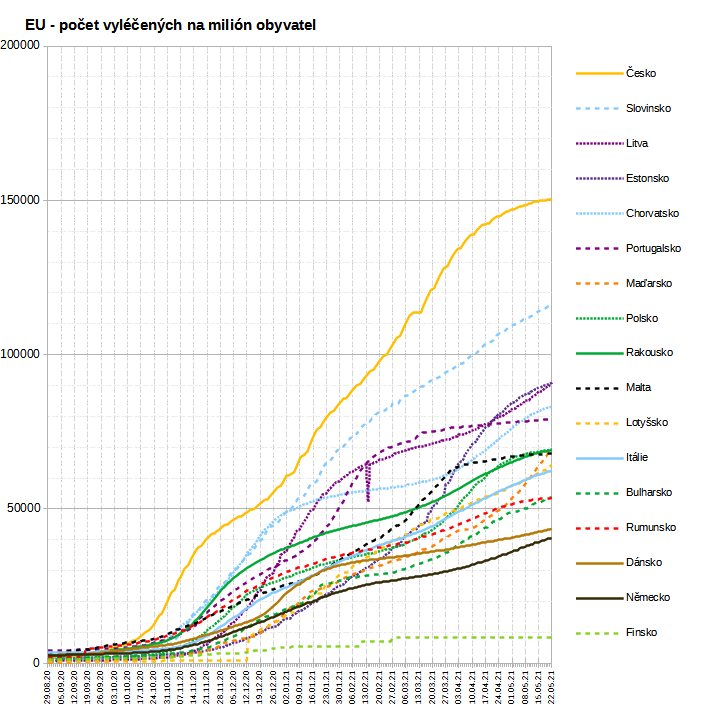 EU - počet vyléčených na milión obyvatel
200000
150000
100000
50000
0
Česko
Slovinsko
Litva
Estonsko
Chorvatsko
Portugalsko
Maďarsko
Polsko
Rakousko
Malta
Lotyšsko
Itálie
Bulharsko
Rumunsko
Dánsko
Německo
Finsko
29.08.20
05.09.20
12.09.20
19.09.20
26.09.20
03.10.20
10.10.20
17.10.20
24.10.20
31.10.20
07.11.20
14.11.20
21.11.20
28.11.20
05.12.20
12.12.20
19.12.20
26.12.20
02.01.21
09.01.21
16.01.21
23.01.21
30.01.21
06.02.21
13.02.21
20.02.21
27.02.21
06.03.21
13.03.21
20.03.21
27.03.21
03.04.21
10.04.21
17.04.21
24.04.21
01.05.21
08.05.21
15.05.21
22.05.21